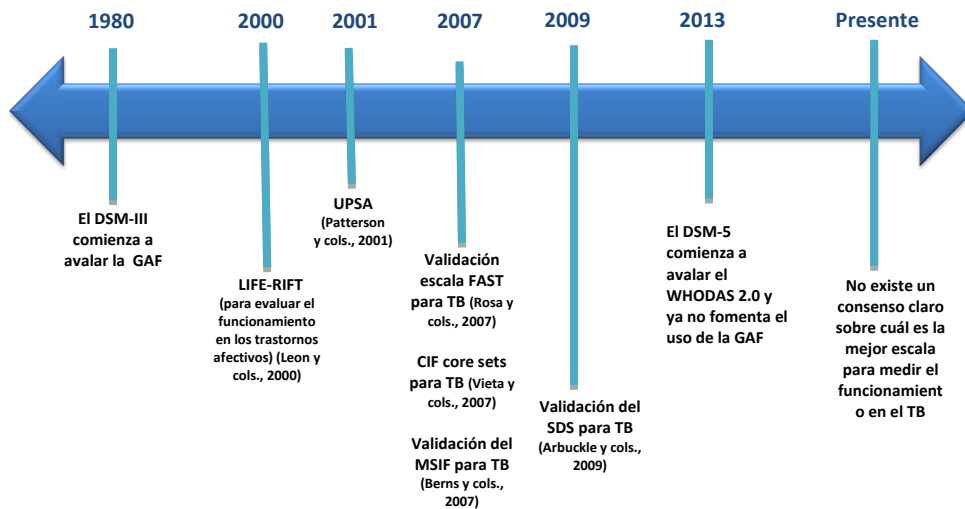 1980
2000
2001
2007
2009
2013
Presente
El DSM-III
comienza a
avalar la GAF
LIFE-RIFT
(para evaluar el
funcionamiento
en los trastornos
afectivos) (Leon y
cols., 2000)
UPSA
(Patterson
y cols., 2001)
Validación
escala FAST
para TB (Rosa y
cols., 2007)
CIF core sets
para TB (Vieta y
cols., 2007)
Validación del
MSIF para TB
(Berns y cols.,
2007)
Validación del
SDS para TB
(Arbuckle y cols.,
2009)
El DSM-5
comienza a
avalar el
WHODAS 2.0 y
ya no fomenta el
uso de la GAF
No existe un
consenso claro
sobre cuál es la
mejor escala
para medir el
funcionamient
o en el TB